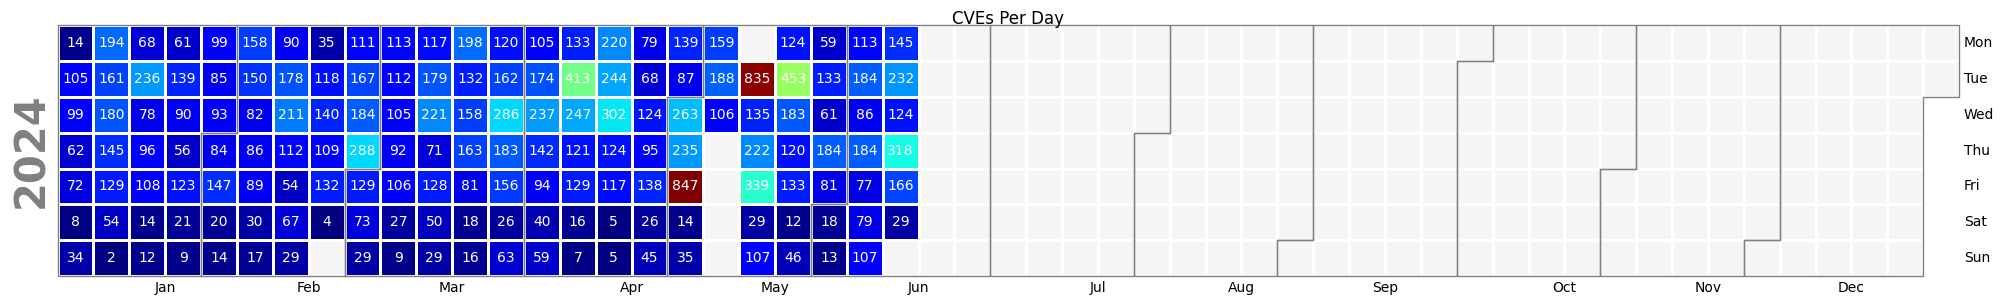 CVEs Per Day
2024
14 194 68 61 99 158 90 35 111 113 117 198 120 105 133 220 79 139 159 124 59 113 145 Mon
105 161 236 139 85 150 178 118 167 112 179 132 162 174 413 244 68 87 188 835 453 133 184 232 Tue
99 180 78 90 93 82 211 140 184 105 221 158 286 237 247 302 124 263 106 135 183 61 86 124 Wed
62 145 96 56 84 86 112 109 288 92 71 163 183 142 121 124 95 235 222 120 184 184 318 Thu
72 129 108 123 147 89 54 132 129 106 128 81 156 94 129 117 138 847 339 133 81 77 166 Fri
8 54 14 21 20 30 67 4 73 27 50 18 26 40 16 5 26 14 29 12 18 79 29 Sat
34 2 12 9 14 17 29 29 9 29 16 63 59 7 5 45 35 107 46 13 107 Sun
Jan Feb Mar Apr May Jun Jul Aug Sep Oct Nov Dec